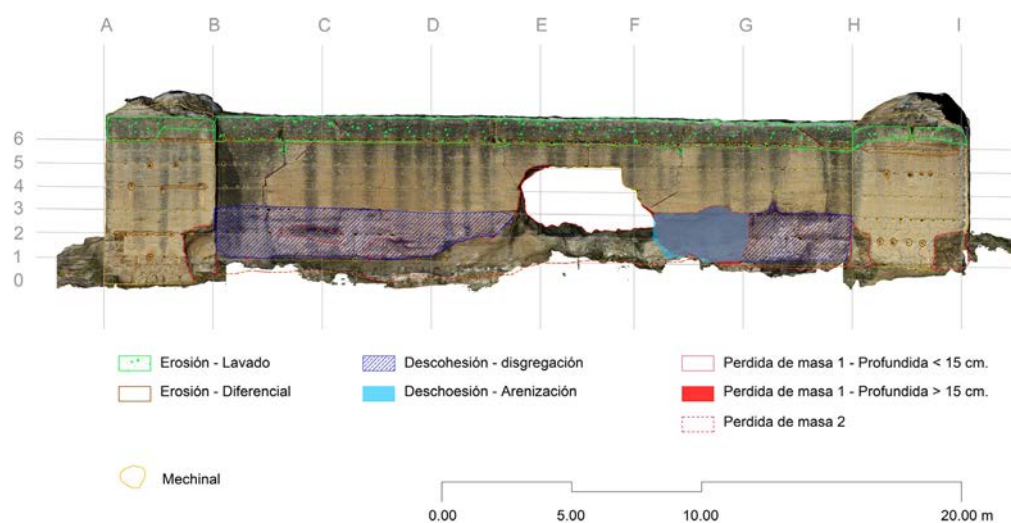 A B C D E F G H I
6
5
4
3
2
1
0
Erosión - Lavado
Erosión - Diferencial
Descohesión - disgregación
Deschoesión - Arenización
Perdida de masa 1 - Profundida < 15 cm.
Perdida de masa 1 - Profundida > 15 cm.
Perdida de masa 2
Mechinal
0.00 5.00 10.00 20.00 m